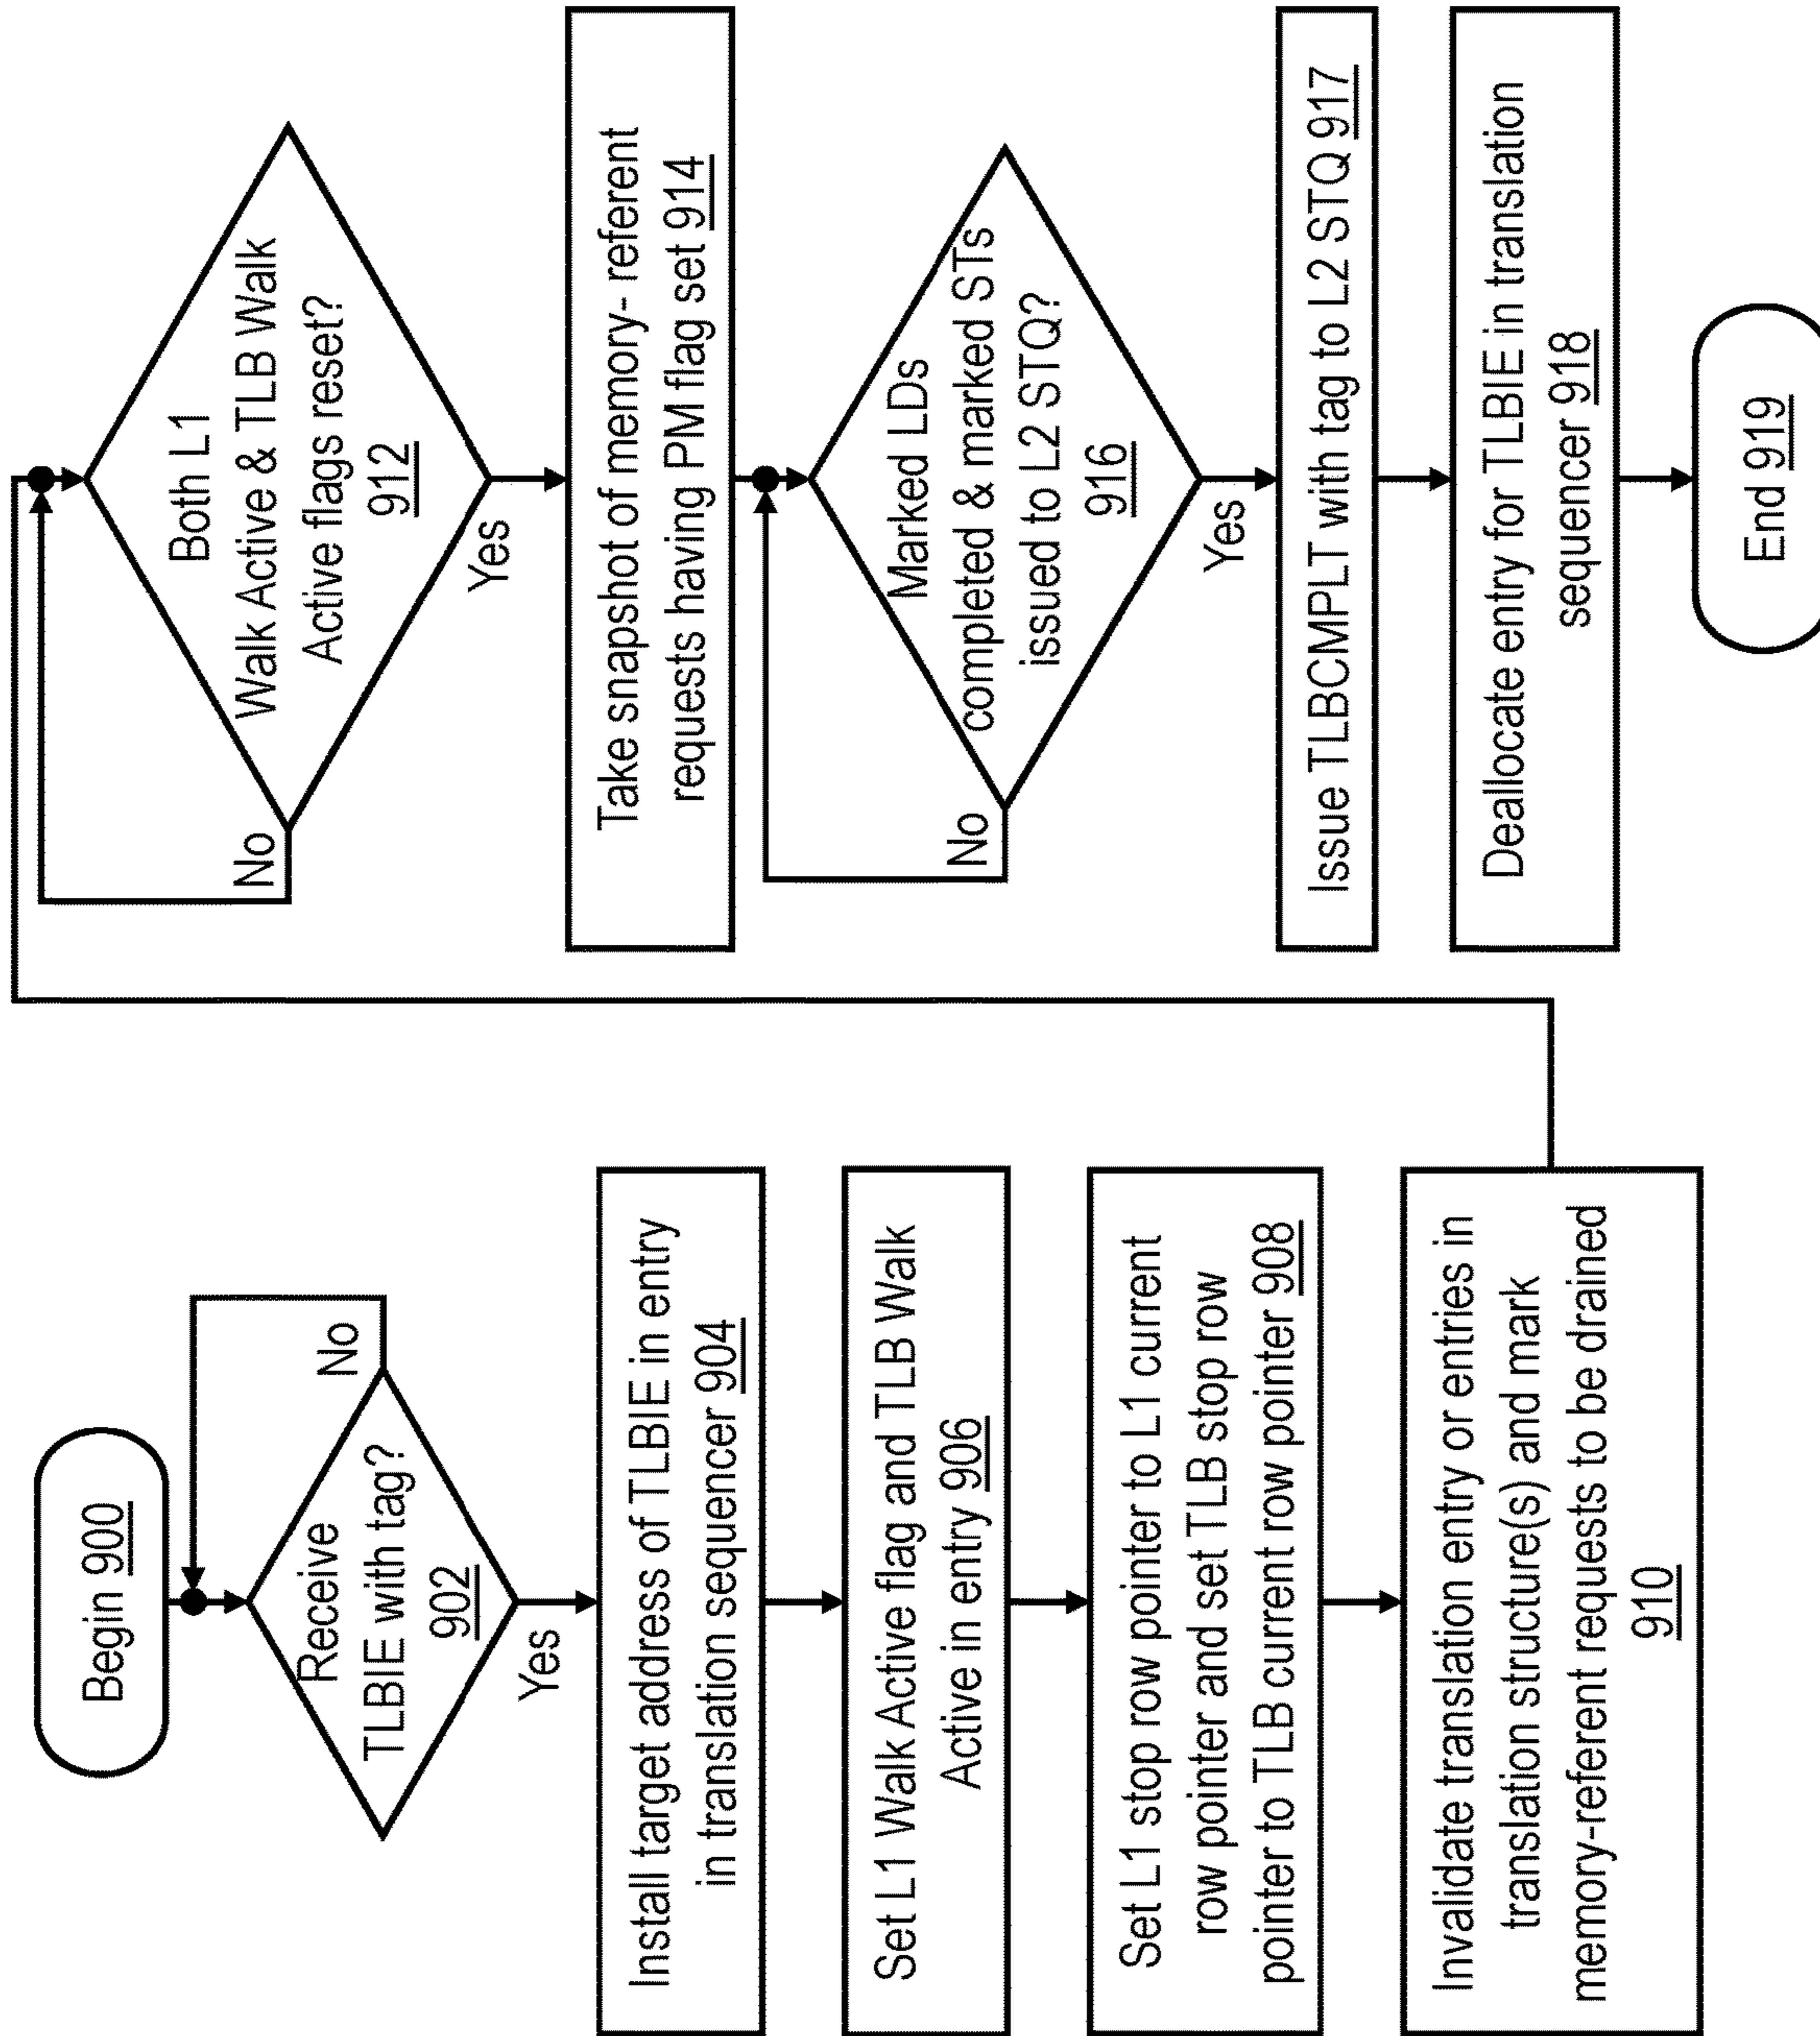 Begin 900
Receive
TLBIE with tag?
902
No
Yes
Install target address of TLBIE in entry
in translation sequencer 904
Set L1 Walk Active flag and TLB Walk
Active in entry 906
Set L1 stop row pointer to L1 current
row pointer and set TLB stop row
pointer to TLB current row pointer 908
Invalidate translation entry or entries in
translation structure(s) and mark
memory-referent requests to be drained
910
Both L1
Walk Active & TLB Walk
Active flags reset?
912
No
Yes
Take snapshot of memory- referent
requests having PM flag set 914
Marked LDs
completed & marked STs
issued to L2 STQ?
916
No
Yes
Issue TLBCMPLT with tag to L2 STQ 917
Deallocate entry for TLBIE in translation
sequencer 918
End 919